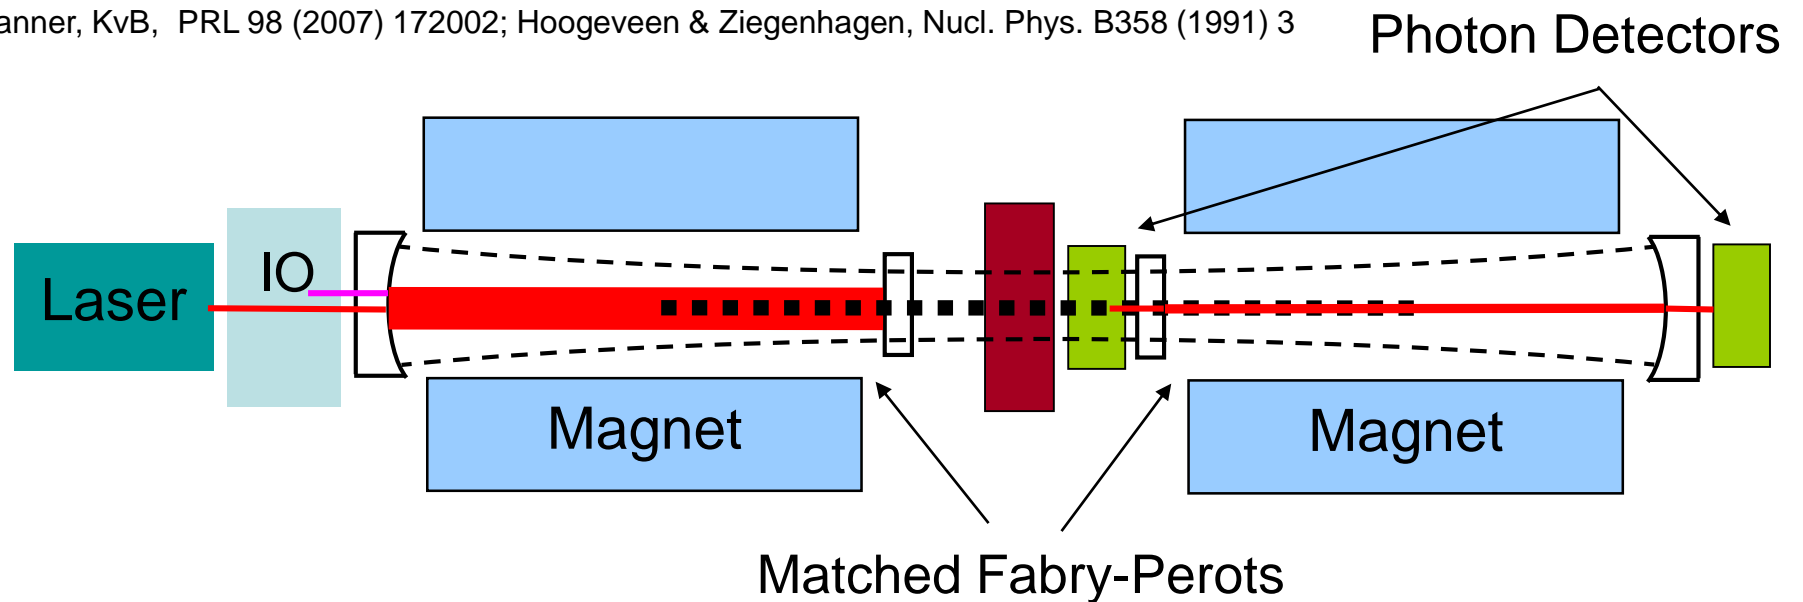 anner, KvB, PRL 98 (2007) 172002; Hoogeveen & Ziegenhagen, Nucl. Phys. B358 (1991) 3
Photon Detectors
IO
Laser
Magnet
Magnet
Matched Fabry-Perots